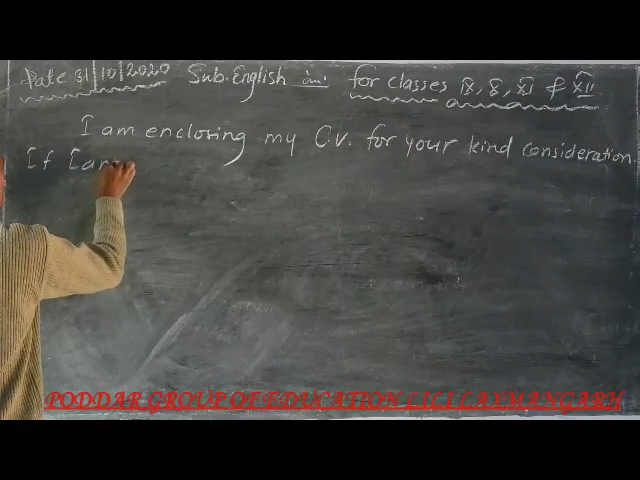 Date 31|10|2020 Sub. English for classes IX, X, XI & XII
I am enclosing my C.V. for your kind consideration.
If I am
PODDAR GROUP OF EDUCATION LILI LAXMANGARH